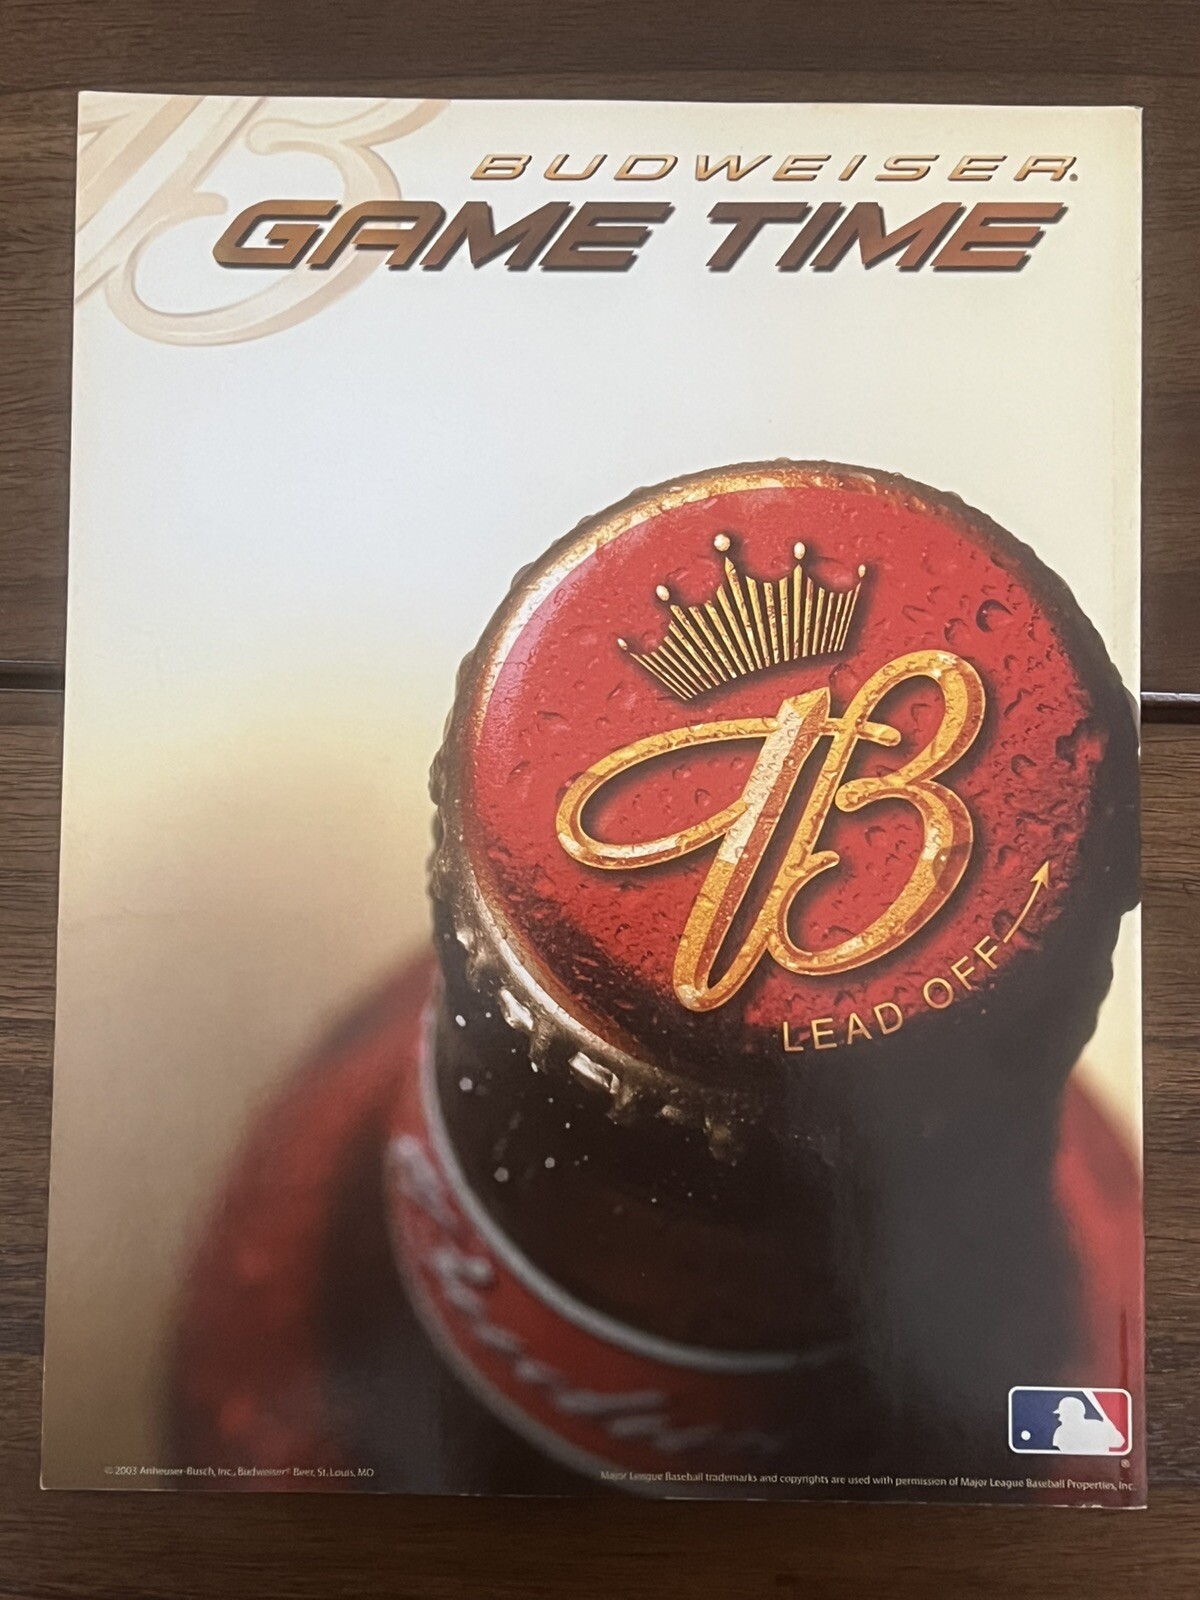 BUDWEISER®
GAME TIME
B
LEAD OFF
© 2003 Anheuser-Busch, Inc., Budweiser® Beer, St. Louis, MO
Major League Baseball trademarks and copyrights are used with permission of Major League Baseball Properties, Inc.